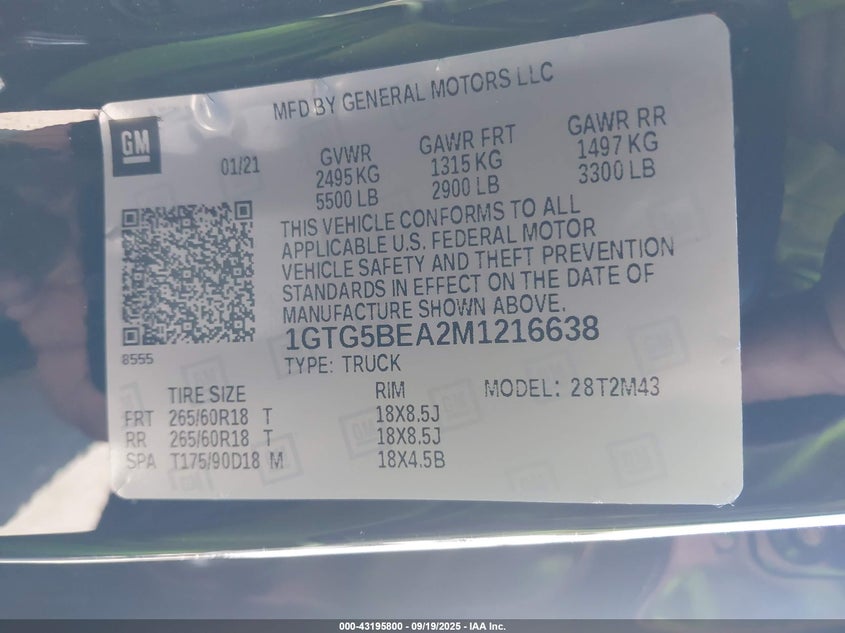 MFD BY GENERAL MOTORS LLC
GM
01/21
GVWR
2495 KG
5500 LB
GAWR FRT
1315 KG
2900 LB
GAWR RR
1497 KG
3300 LB
THIS VEHICLE CONFORMS TO ALL
APPLICABLE U.S. FEDERAL MOTOR
VEHICLE SAFETY AND THEFT PREVENTION
STANDARDS IN EFFECT ON THE DATE OF
MANUFACTURE SHOWN ABOVE.
8555
1GTG5BEA2M1216638
TYPE: TRUCK
TIRE SIZE RIM MODEL: 28T2M43
FRT 265/60R18 T 18X8.5J
RR 265/60R18 T 18X8.5J
SPA T175/90D18 M 18X4.5B
000-43195800 - 09/19/2025 - IAA Inc.